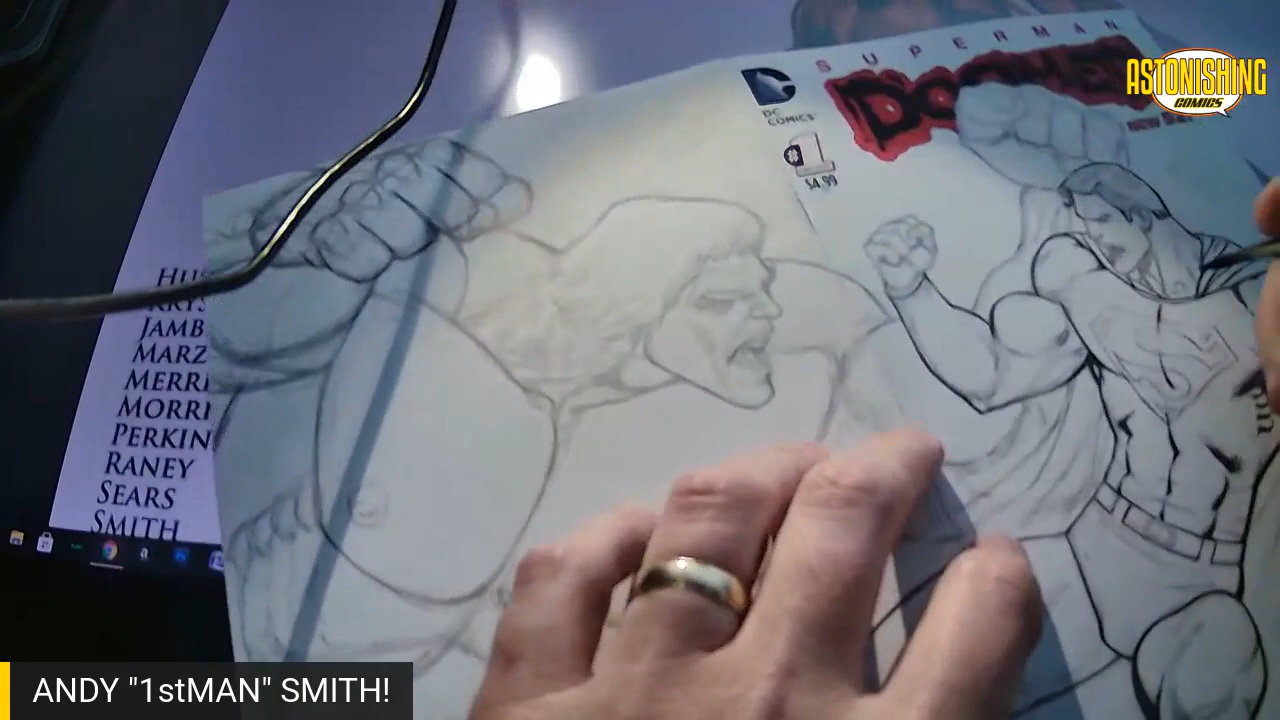 SUPERMAN
DC COMICS
#1
$4.99
ASTONISHING
COMICS
JAMB
MARZ
MERRI
MORRI
PERKIN
RANEY
SEARS
SMITH
ANDY "1stMAN" SMITH!